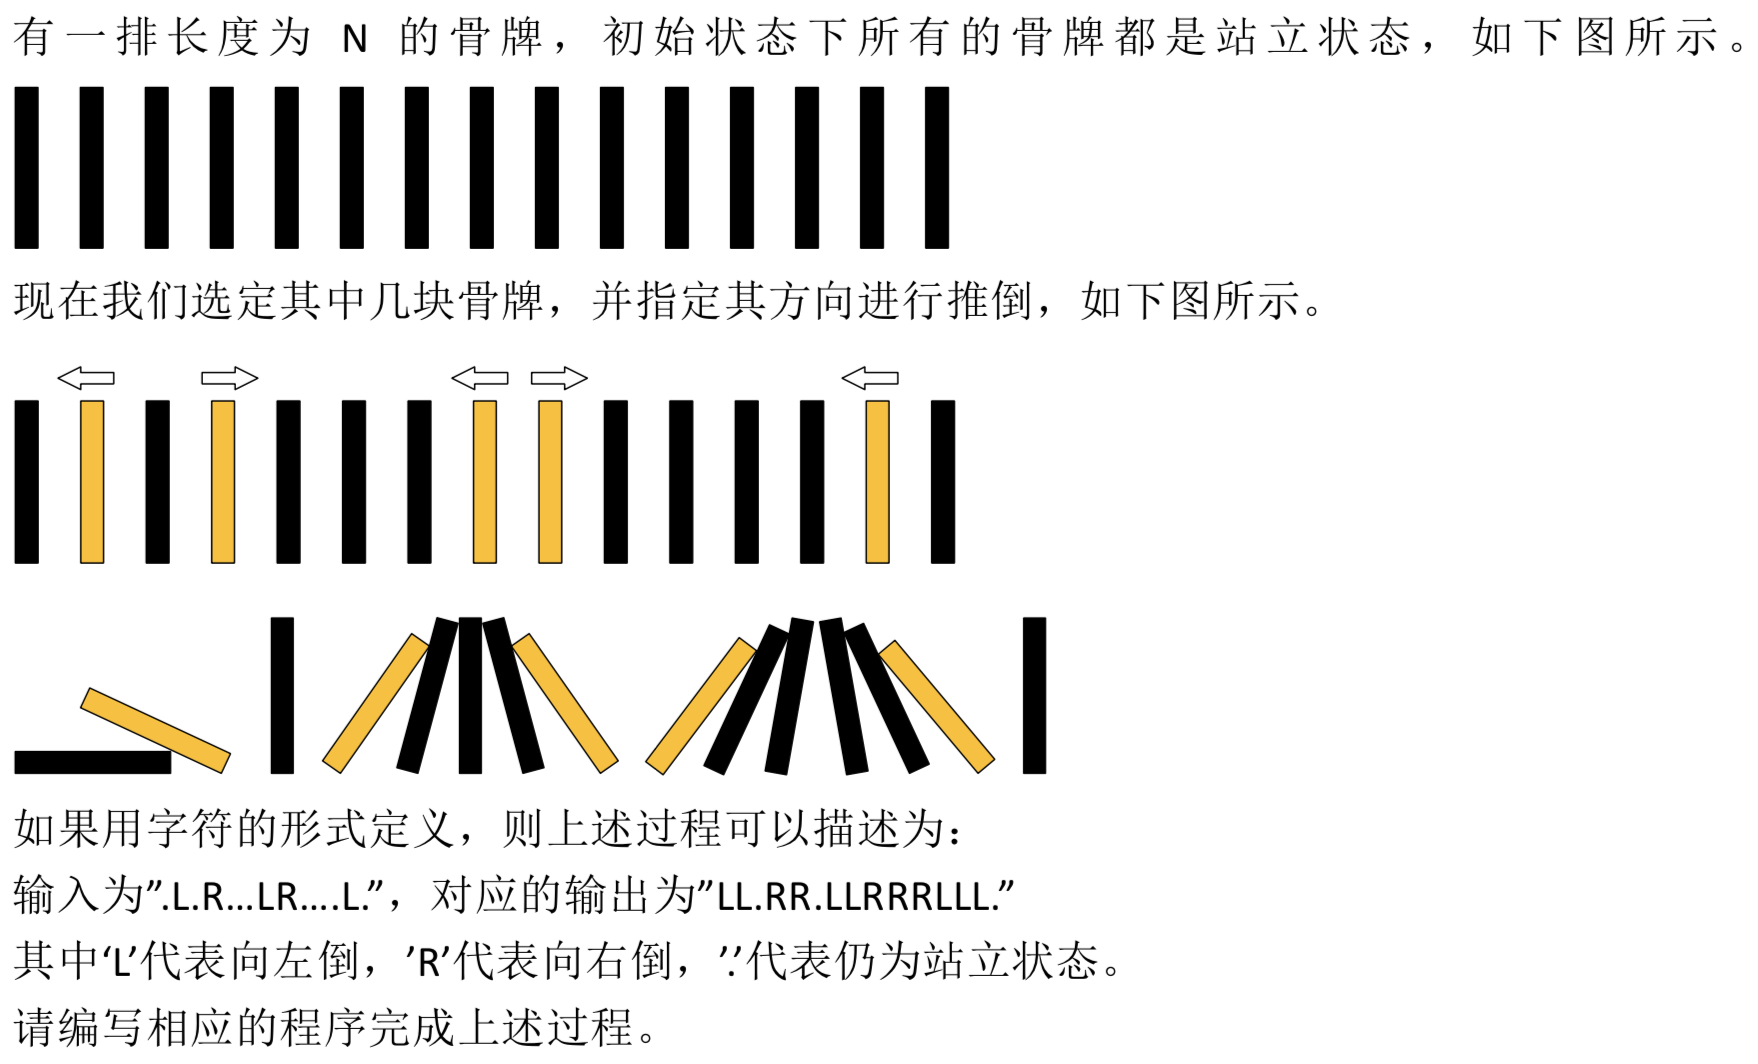 有一排长度为 N 的骨牌，初始状态下所有的骨牌都是站立状态，如下图所示。
现在我们选定其中几块骨牌，并指定其方向进行推倒，如下图所示。
如果用字符的形式定义，则上述过程可以描述为：
输入为”.L.R...LR....L.”，对应的输出为”LL.RR.LLRRRLLL.”
其中‘L’代表向左倒，’R’代表向右倒，’.’代表仍为站立状态。
请编写相应的程序完成上述过程。